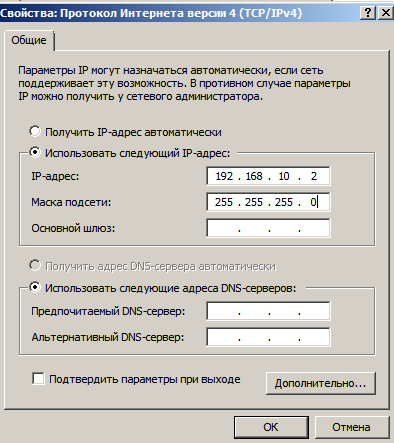 Свойства: Протокол Интернета версии 4 (TCP/IPv4)
Общие
Параметры IP могут назначаться автоматически, если сеть
поддерживает эту возможность. В противном случае параметры
IP можно получить у сетевого администратора.
Получить IP-адрес автоматически
Использовать следующий IP-адрес:
IP-адрес: 192 . 168 . 10 . 2
Маска подсети: 255 . 255 . 255 . 0
Основной шлюз: . . .
Получить адрес DNS-сервера автоматически
Использовать следующие адреса DNS-серверов:
Предпочитаемый DNS-сервер: . . .
Альтернативный DNS-сервер: . . .
Подтвердить параметры при выходе
Дополнительно...
ОК Отмена